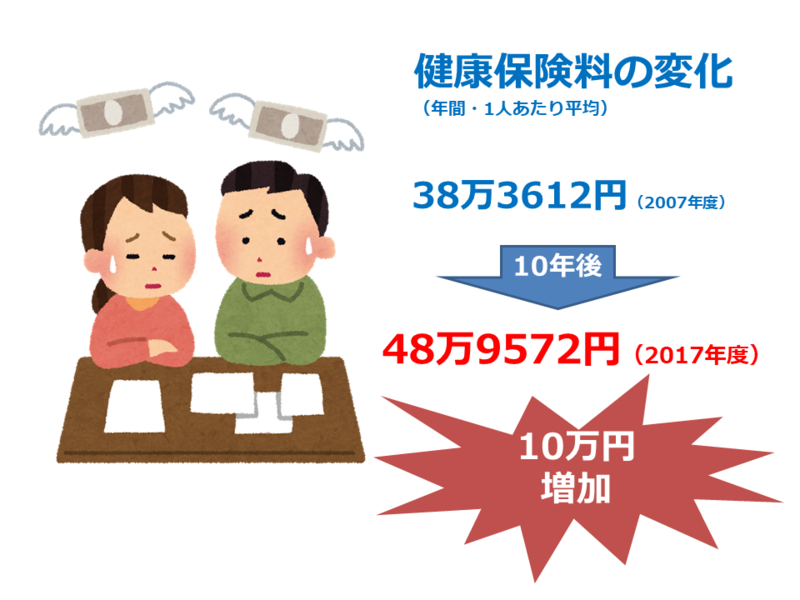 健康保険料の変化
（年間・1人あたり平均）
38万3612円（2007年度）
10年後
48万9572円（2017年度）
10万円
増加